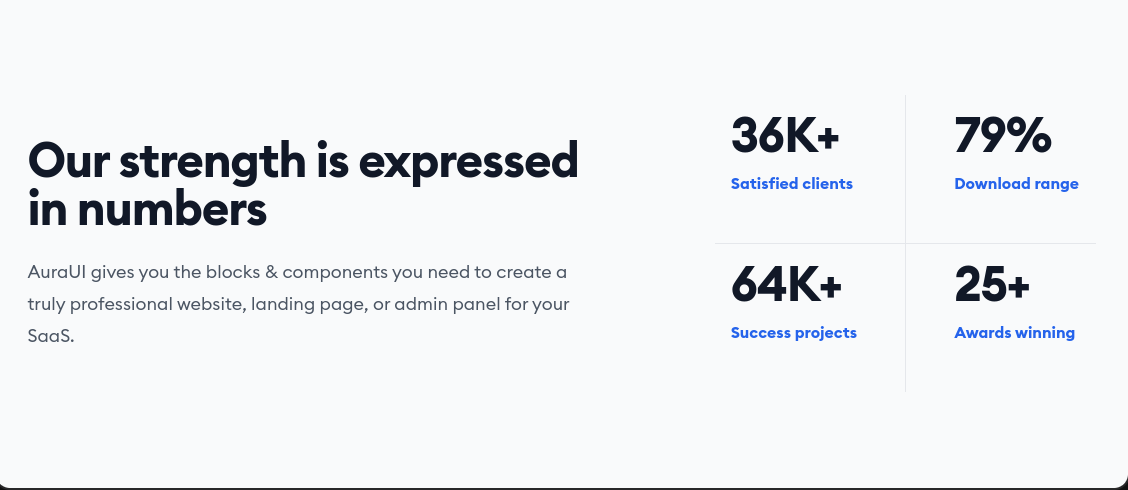 Our strength is expressed
in numbers
AuraUI gives you the blocks & components you need to create a
truly professional website, landing page, or admin panel for your
SaaS.
36K+
Satisfied clients
79%
Download range
64K+
Success projects
25+
Awards winning